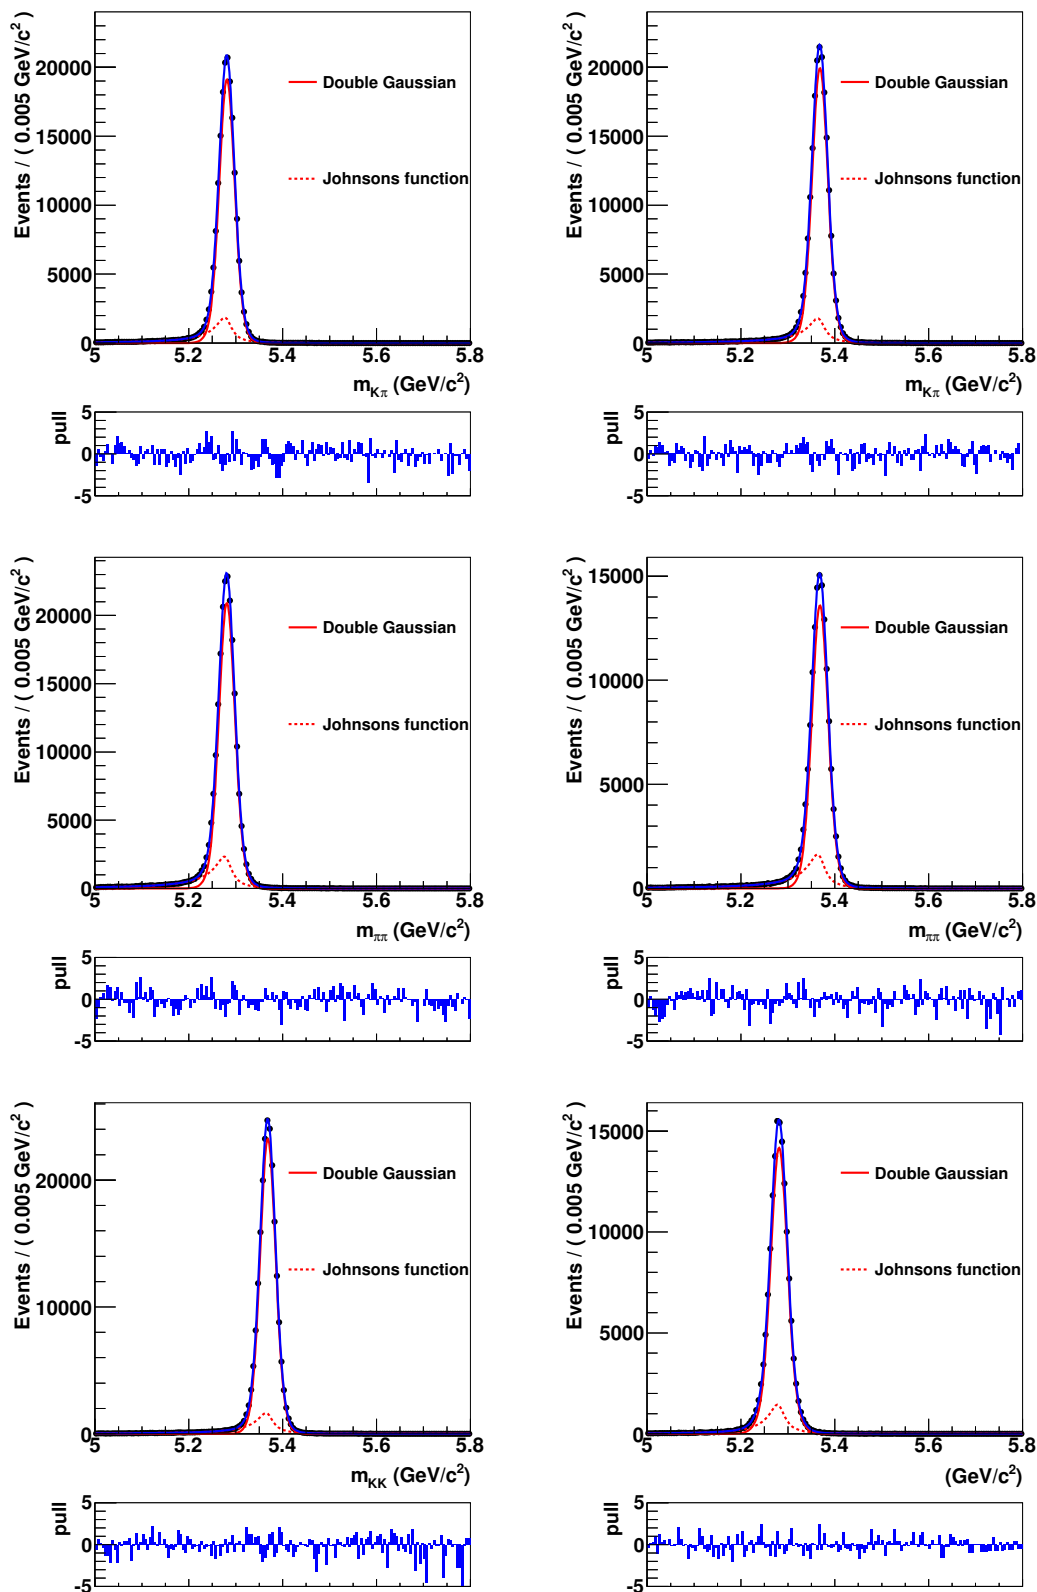 Events / ( 0.005 GeV/c²)
20000
15000
10000
5000
0
Double Gaussian
Johnsons function
5 5.2 5.4 5.6 5.8
m_Kπ (GeV/c²)
pull
5
0
-5
5 5.2 5.4 5.6 5.8
Events / ( 0.005 GeV/c²)
20000
15000
10000
5000
0
Double Gaussian
Johnsons function
5 5.2 5.4 5.6 5.8
m_Kπ (GeV/c²)
pull
5
0
-5
Events / ( 0.005 GeV/c²)
20000
15000
10000
5000
0
Double Gaussian
Johnsons function
5 5.2 5.4 5.6 5.8
m_ππ (GeV/c²)
pull
5
0
-5
Events / ( 0.005 GeV/c²)
15000
10000
5000
0
Double Gaussian
Johnsons function
5 5.2 5.4 5.6 5.8
m_ππ (GeV/c²)
pull
5
0
-5
Events / ( 0.005 GeV/c²)
20000
10000
0
Double Gaussian
Johnsons function
5 5.2 5.4 5.6 5.8
m_KK (GeV/c²)
pull
5
0
-5
Events / ( 0.005 GeV/c²)
15000
10000
5000
0
Double Gaussian
Johnsons function
5 5.2 5.4 5.6 5.8
(GeV/c²)
pull
5
0
-5